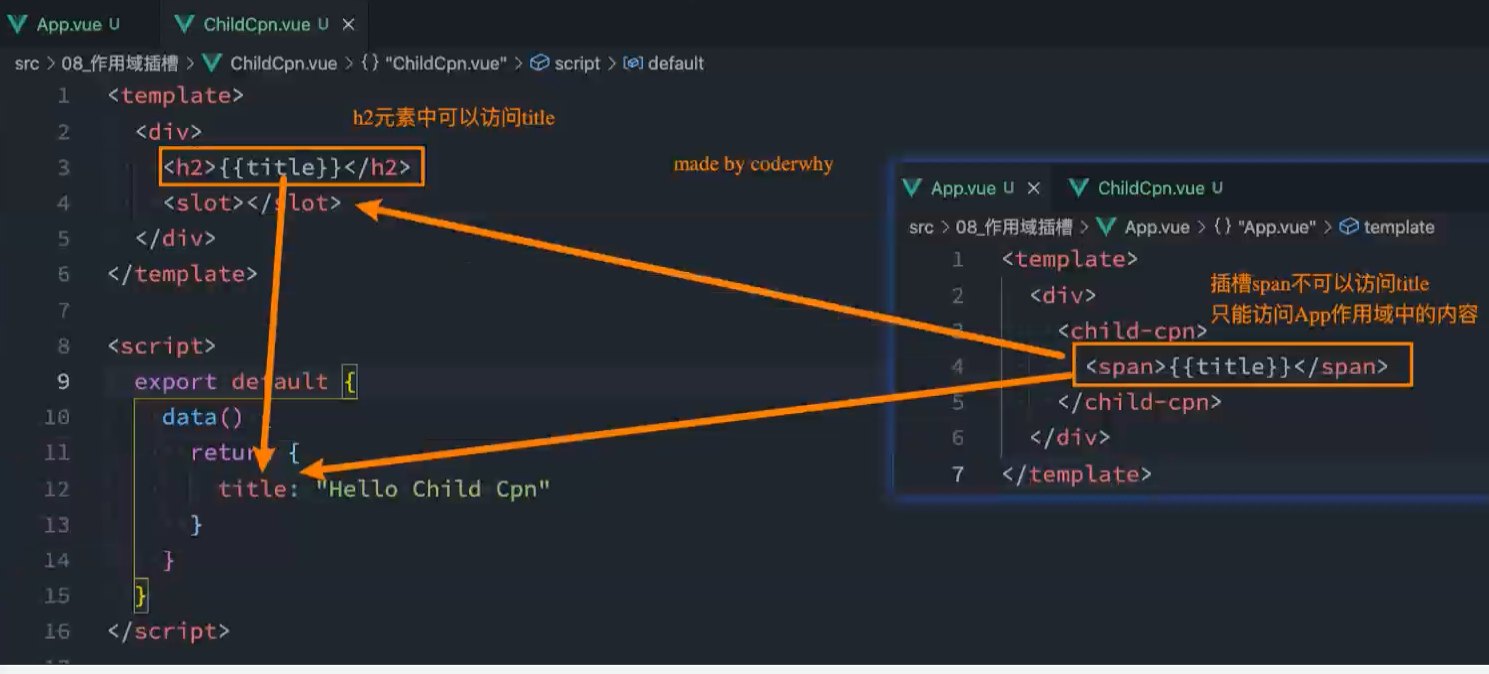 App.vue U
ChildCpn.vue U ×
src > 08_作用域插槽 > ChildCpn.vue > {} "ChildCpn.vue" > script > default
1 <template>
h2元素中可以访问title
2 <div>
3 <h2>{{title}}</h2>
4 <slot></slot>
5 </div>
6 </template>
7
8 <script>
9 export default {
10 data()
11 return {
12 title: "Hello Child Cpn"
13 }
14 }
15 }
16 </script>
made by coderwhy
App.vue U ×
ChildCpn.vue U
src > 08_作用域插槽 > App.vue > {} "App.vue" > template
1 <template>
插槽span不可以访问title
2 <div>
只能访问App作用域中的内容
3 <child-cpn>
4 <span>{{title}}</span>
5 </child-cpn>
6 </div>
7 </template>